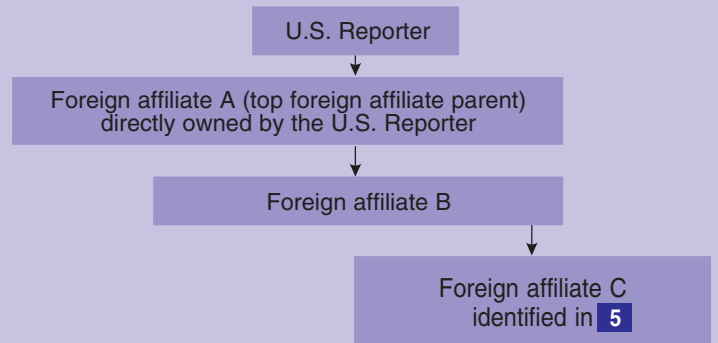 U.S. Reporter
Foreign affiliate A (top foreign affiliate parent)
directly owned by the U.S. Reporter
Foreign affiliate B
Foreign affiliate C
identified in 5